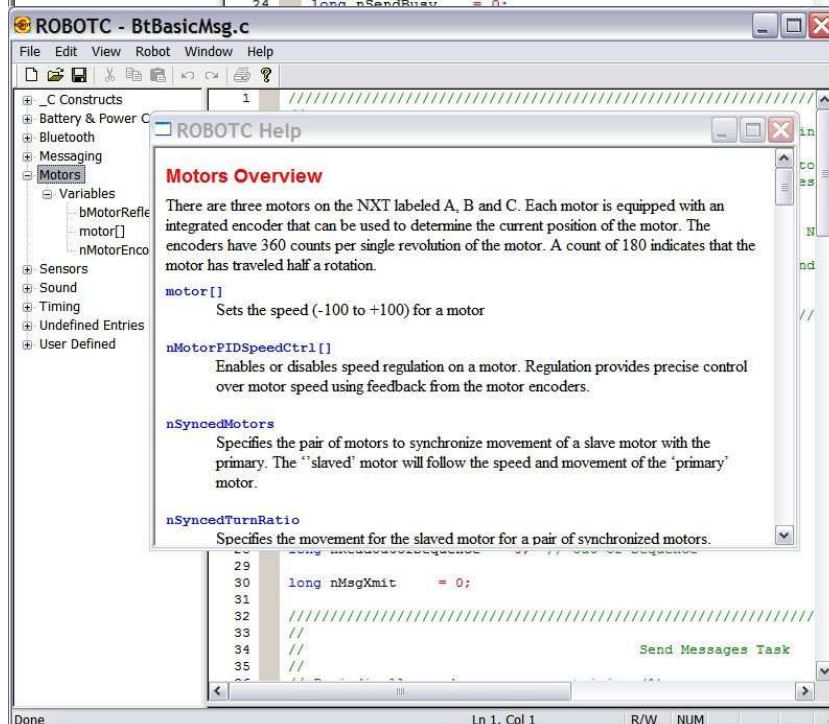 24 long nSendBusy = 0;
ROBOTC - BtBasicMsg.c
File Edit View Robot Window Help
_C Constructs
Battery & Power C
Bluetooth
Messaging
Motors
Variables
bMotorRefle
motor[]
nMotorEnco
Sensors
Sound
Timing
Undefined Entries
User Defined
1 //////////////////////////////////////////////////////////////////////
ROBOTC Help
Motors Overview
There are three motors on the NXT labeled A, B and C. Each motor is equipped with an
integrated encoder that can be used to determine the current position of the motor. The
encoders have 360 counts per single revolution of the motor. A count of 180 indicates that the
motor has traveled half a rotation.
motor[]
Sets the speed (-100 to +100) for a motor
nMotorPIDSpeedCtrl[]
Enables or disables speed regulation on a motor. Regulation provides precise control
over motor speed using feedback from the motor encoders.
nSyncedMotors
Specifies the pair of motors to synchronize movement of a slave motor with the
primary. The ‘'slaved’ motor will follow the speed and movement of the ‘primary’
motor.
nSyncedTurnRatio
Specifies the movement for the slaved motor for a pair of synchronized motors.
in
to
es
N
nd
//
29
30 long nMsgXmit = 0;
31
32 //////////////////////////////////////////////////////////////////////
33 //
34 // Send Messages Task
35 //
Done Ln 1, Col 1 R/W NUM